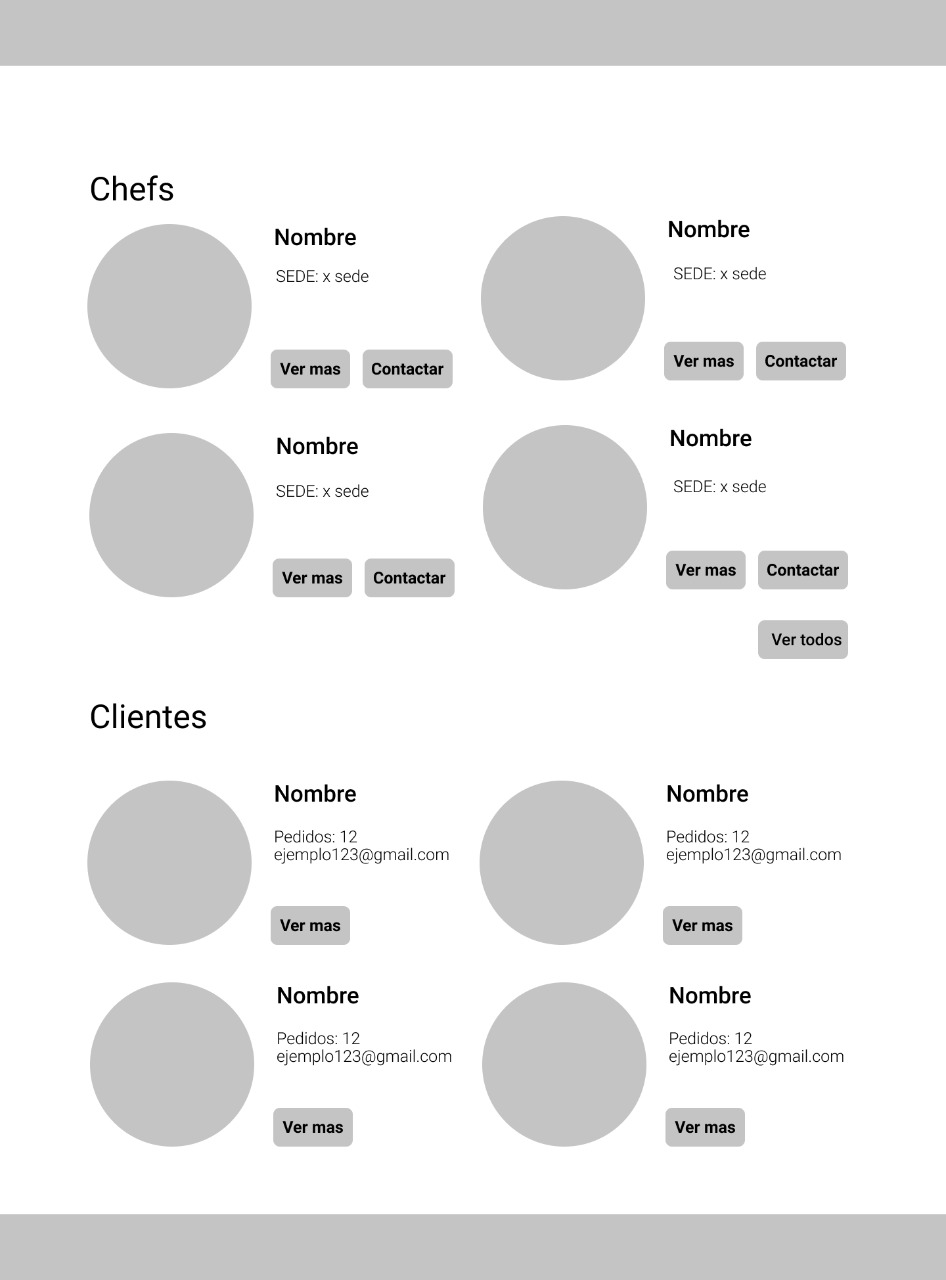 Chefs
Nombre
SEDE: x sede
Ver mas
Contactar
Nombre
SEDE: x sede
Ver mas
Contactar
Nombre
SEDE: x sede
Ver mas
Contactar
Nombre
SEDE: x sede
Ver mas
Contactar
Ver todos
Clientes
Nombre
Pedidos: 12
ejemplo123@gmail.com
Ver mas
Nombre
Pedidos: 12
ejemplo123@gmail.com
Ver mas
Nombre
Pedidos: 12
ejemplo123@gmail.com
Ver mas
Nombre
Pedidos: 12
ejemplo123@gmail.com
Ver mas